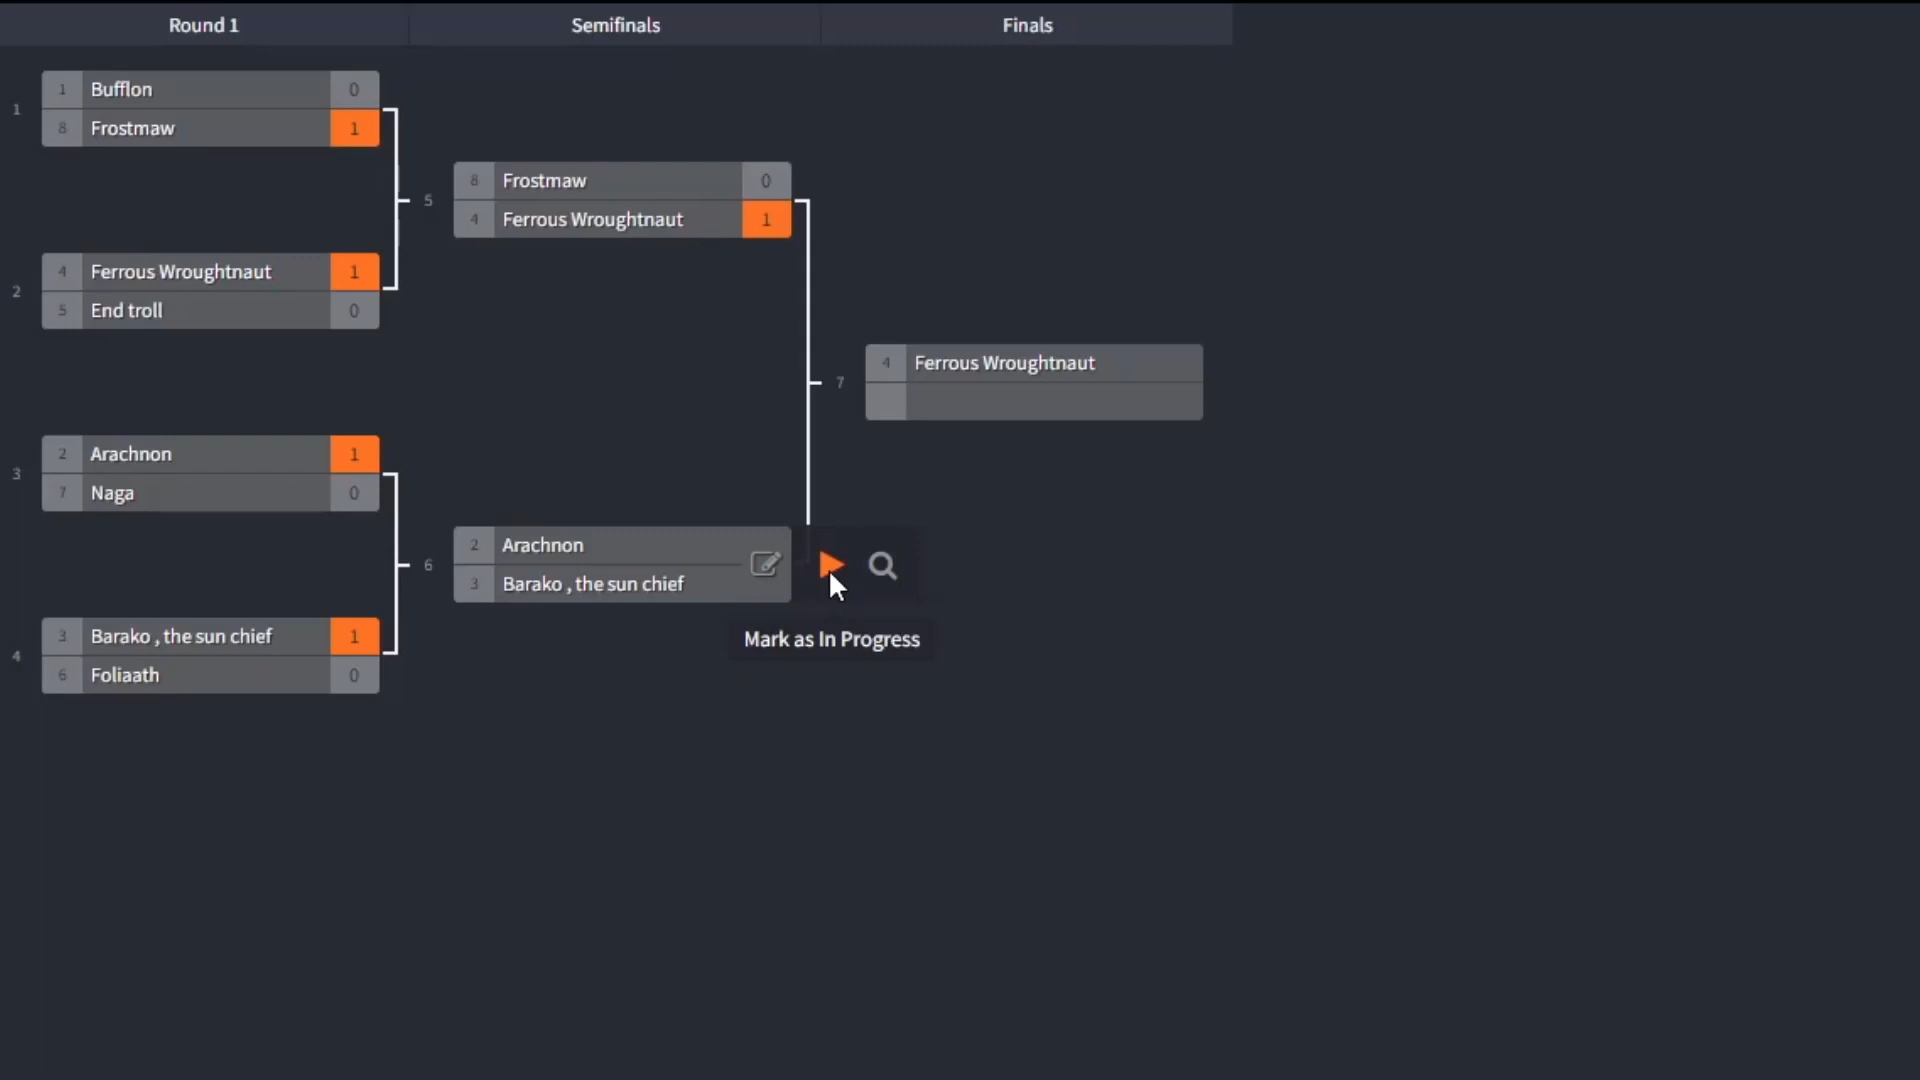 Round 1
Semifinals
Finals
1
1 Bufflon 0
8 Frostmaw 1
2
4 Ferrous Wroughtnaut 1
5 End troll 0
3
2 Arachnon 1
7 Naga 0
4
3 Barako , the sun chief 1
6 Foliaath 0
5
8 Frostmaw 0
4 Ferrous Wroughtnaut 1
6
2 Arachnon
3 Barako , the sun chief
Mark as In Progress
7
4 Ferrous Wroughtnaut